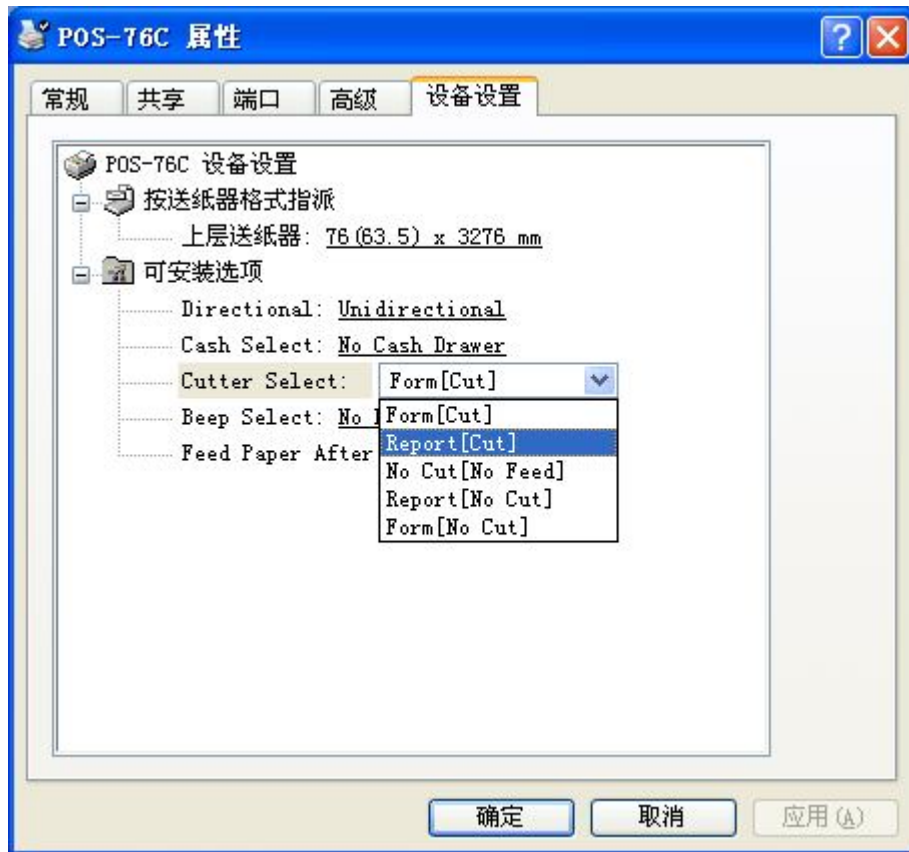 POS-76C 属性
常规 共享 端口 高级 设备设置
POS-76C 设备设置
按送纸器格式指派
上层送纸器: 76(63.5) x 3276 mm
可安装选项
Directional: Unidirectional
Cash Select: No Cash Drawer
Cutter Select: Form[Cut]
Beep Select: No
Form[Cut]
Report[Cut]
Feed Paper After
No Cut[No Feed]
Report[No Cut]
Form[No Cut]
确定 取消 应用(A)